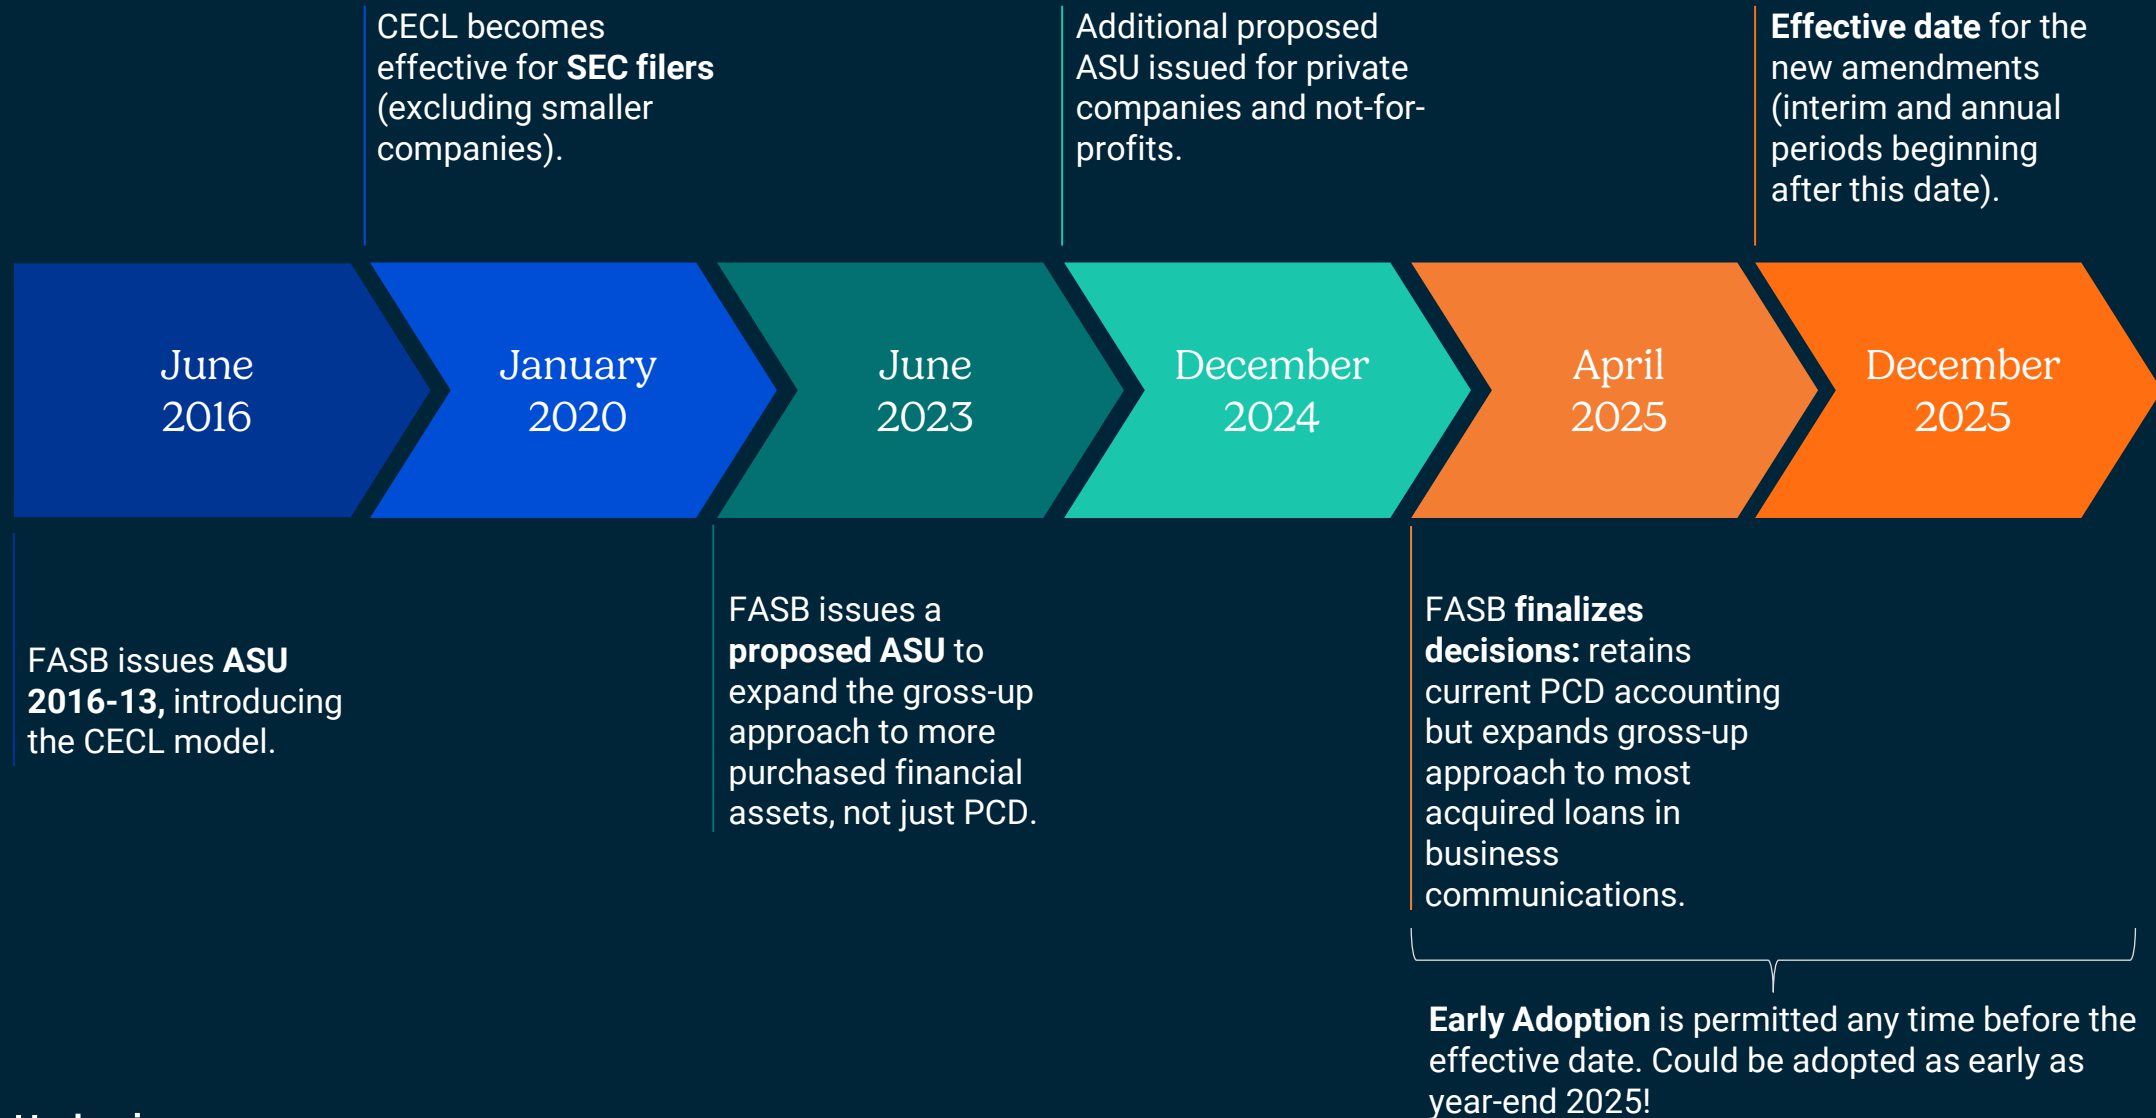 CECL becomes
effective for SEC filers
(excluding smaller
companies).
Additional proposed
ASU issued for private
companies and not-for-
profits.
Effective date for the
new amendments
(interim and annual
periods beginning
after this date).
June
2016
January
2020
June
2023
December
2024
April
2025
December
2025
FASB issues ASU
2016-13, introducing
the CECL model.
FASB issues a
proposed ASU to
expand the gross-up
approach to more
purchased financial
assets, not just PCD.
FASB finalizes
decisions: retains
current PCD accounting
but expands gross-up
approach to most
acquired loans in
business
communications.
Early Adoption is permitted any time before the
effective date. Could be adopted as early as
year-end 2025!